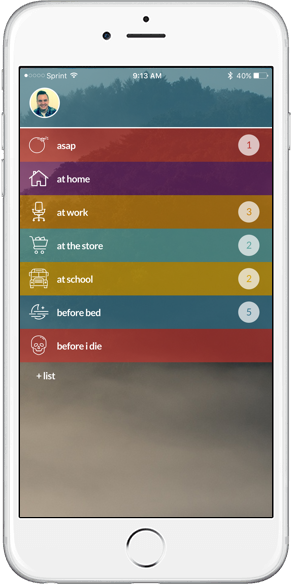 Sprint 9:13 AM 40%
asap 1
at home
at work 3
at the store 2
at school 2
before bed 5
before i die
+ list